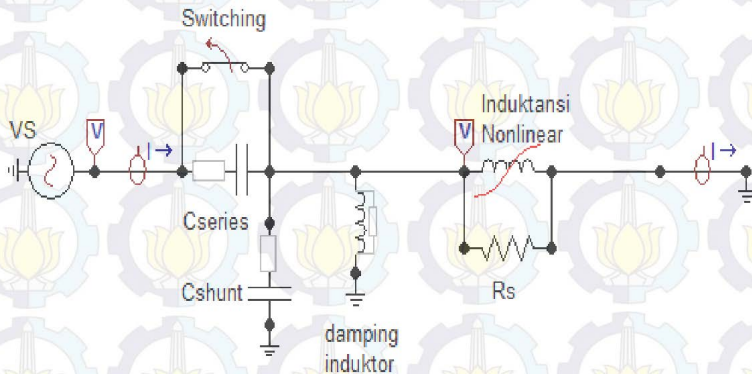 Switching
VS
V
I
Cseries
Cshunt
damping
induktor
V
Induktansi
Nonlinear
Rs
I